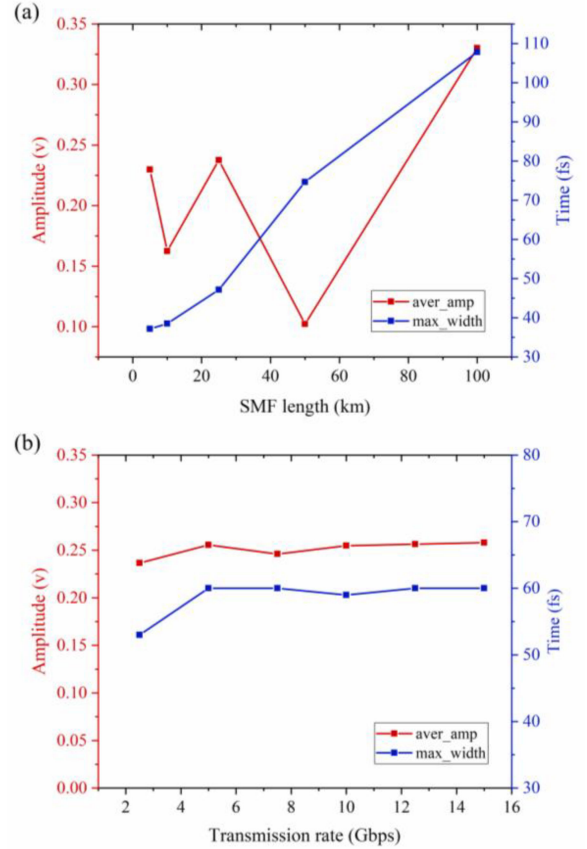 (a)
0.35
0.30
0.25
0.20
0.15
0.10
Amplitude (v)
110
100
90
80
70
60
50
40
30
Time (fs)
aver_amp
max_width
0 20 40 60 80 100
SMF length (km)
(b)
0.35
0.30
0.25
0.20
0.15
0.10
0.05
0.00
Amplitude (v)
80
70
60
50
40
30
Time (fs)
aver_amp
max_width
2 4 6 8 10 12 14 16
Transmission rate (Gbps)